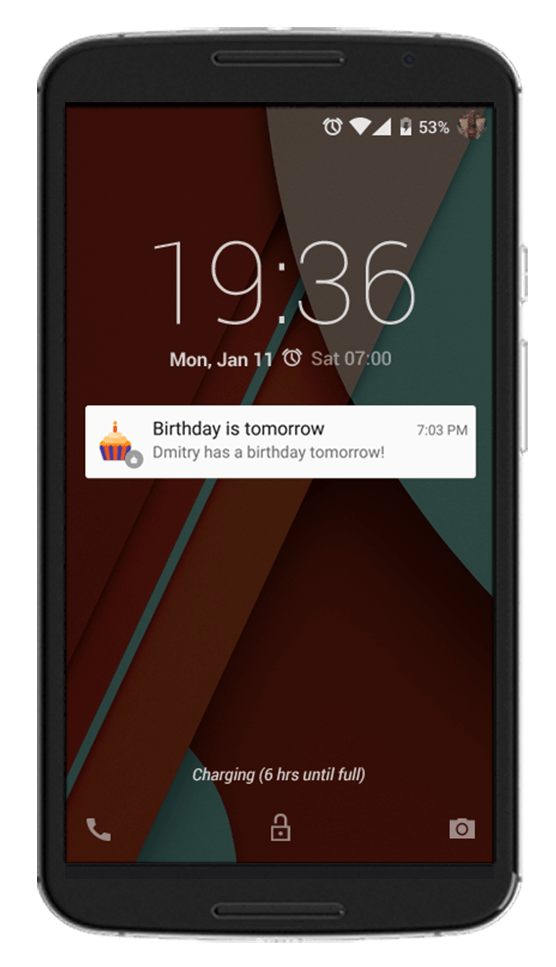 53%
19:36
Mon, Jan 11 Sat 07:00
Birthday is tomorrow 7:03 PM
Dmitry has a birthday tomorrow!
Charging (6 hrs until full)